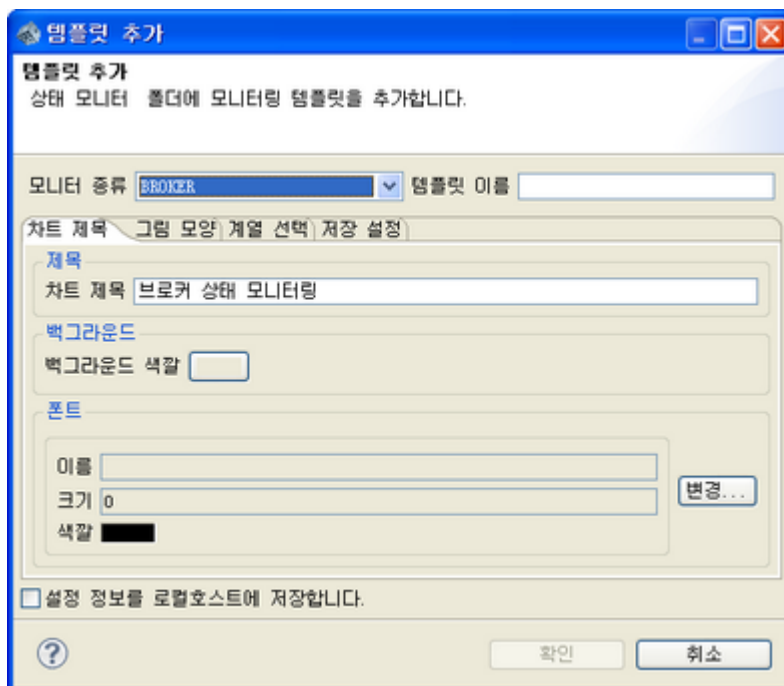 템플릿 추가
템플릿 추가
상태 모니터 폴더에 모니터링 템플릿을 추가합니다.
모니터 종류 BROKER 템플릿 이름
차트 제목 그림 모양 계열 선택 저장 설정
제목
차트 제목 브로커 상태 모니터링
백그라운드
백그라운드 색깔
폰트
이름
크기 0
변경...
색깔
설정 정보를 로컬호스트에 저장합니다.
? 확인 취소